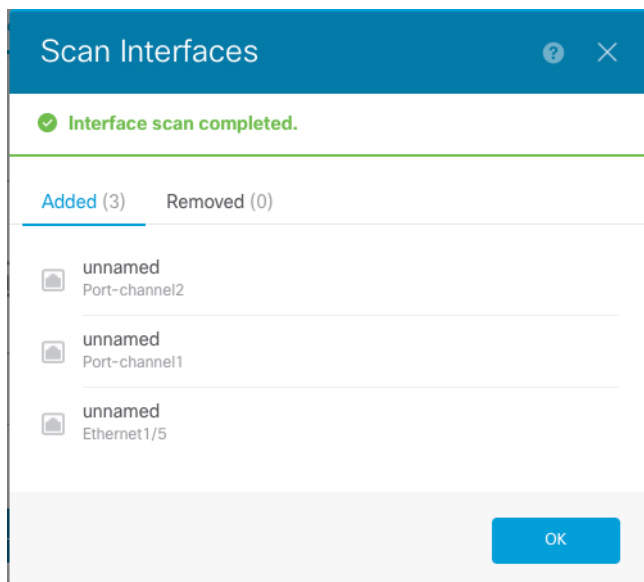 Scan Interfaces
Interface scan completed.
Added (3) Removed (0)
unnamed
Port-channel2
unnamed
Port-channel1
unnamed
Ethernet1/5
OK